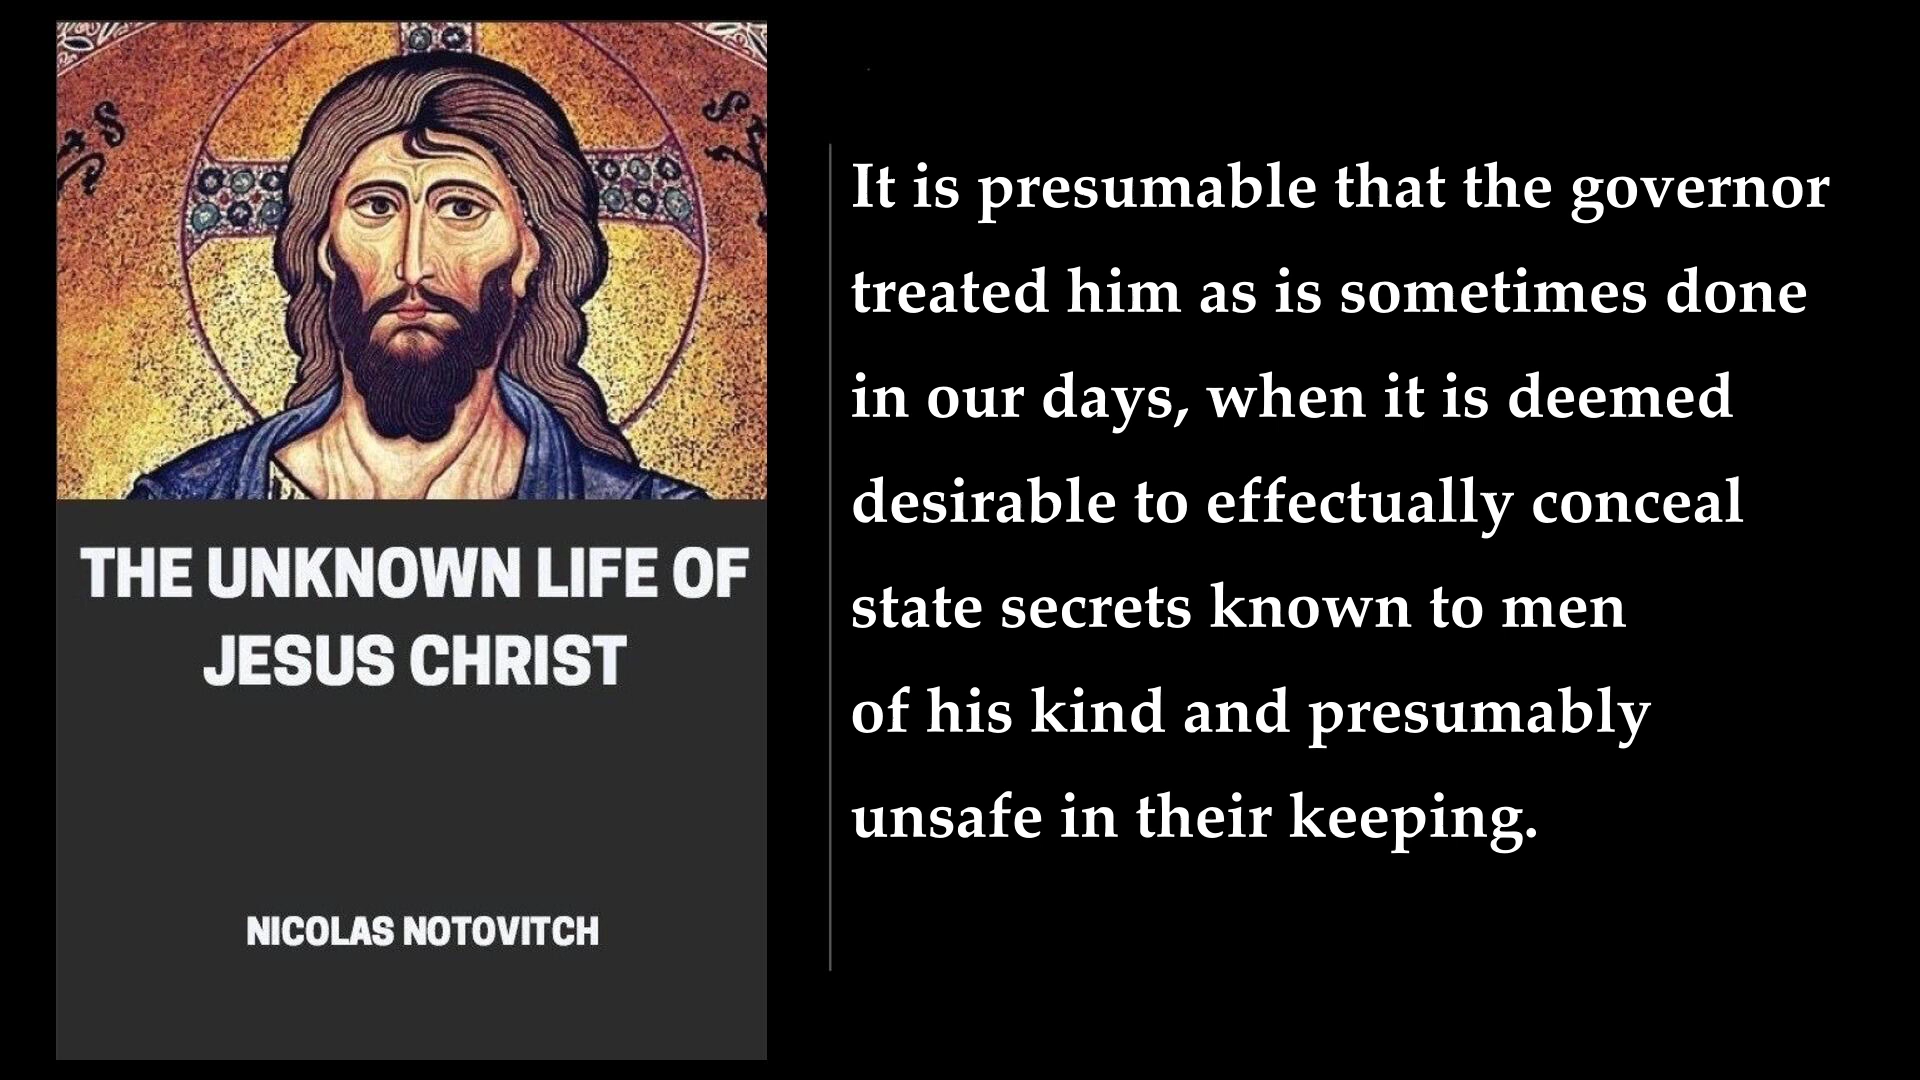 THE UNKNOWN LIFE OF
JESUS CHRIST
NICOLAS NOTOVITCH
It is presumable that the governor
treated him as is sometimes done
in our days, when it is deemed
desirable to effectually conceal
state secrets known to men
of his kind and presumably
unsafe in their keeping.